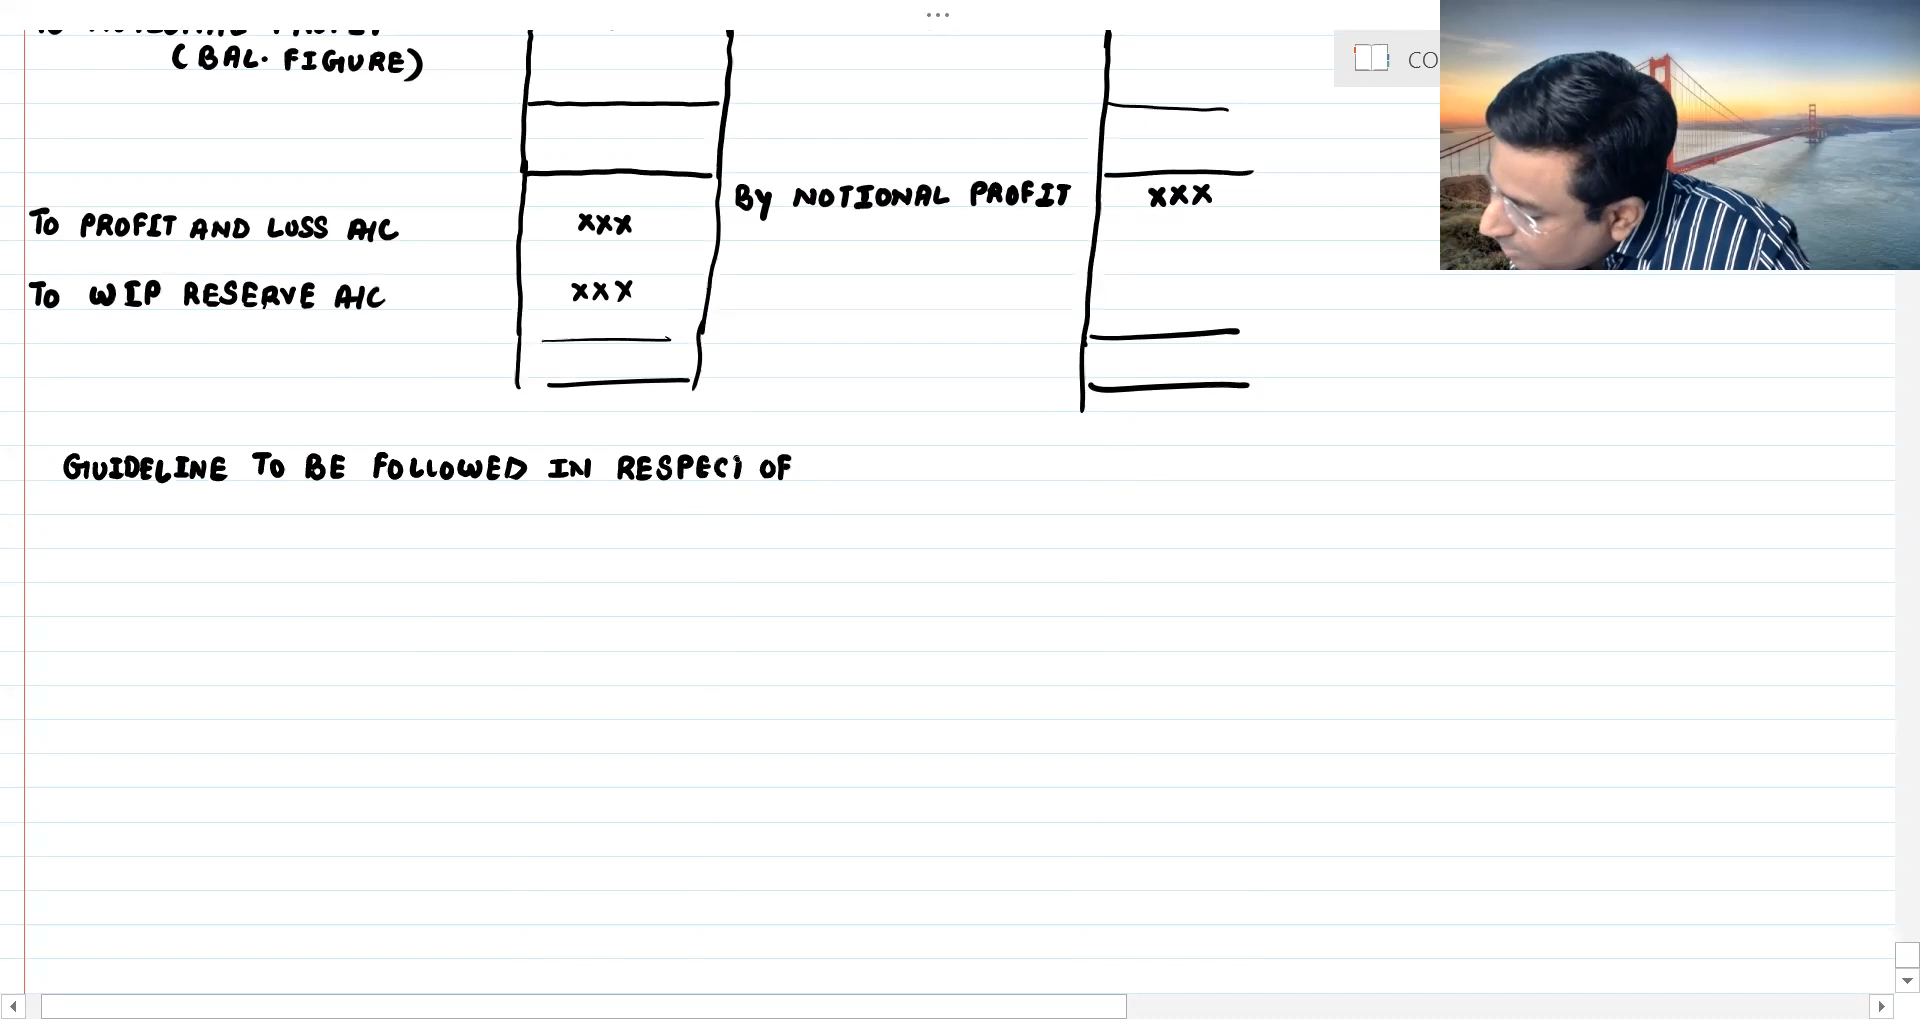 (BAL. FIGURE)
CO
By NOTIONAL PROFIT XXX
TO PROFIT AND LOSS A/C XXX
TO WIP RESERVE A/C XXX
GUIDELINE TO BE FOLLOWED IN RESPECT OF